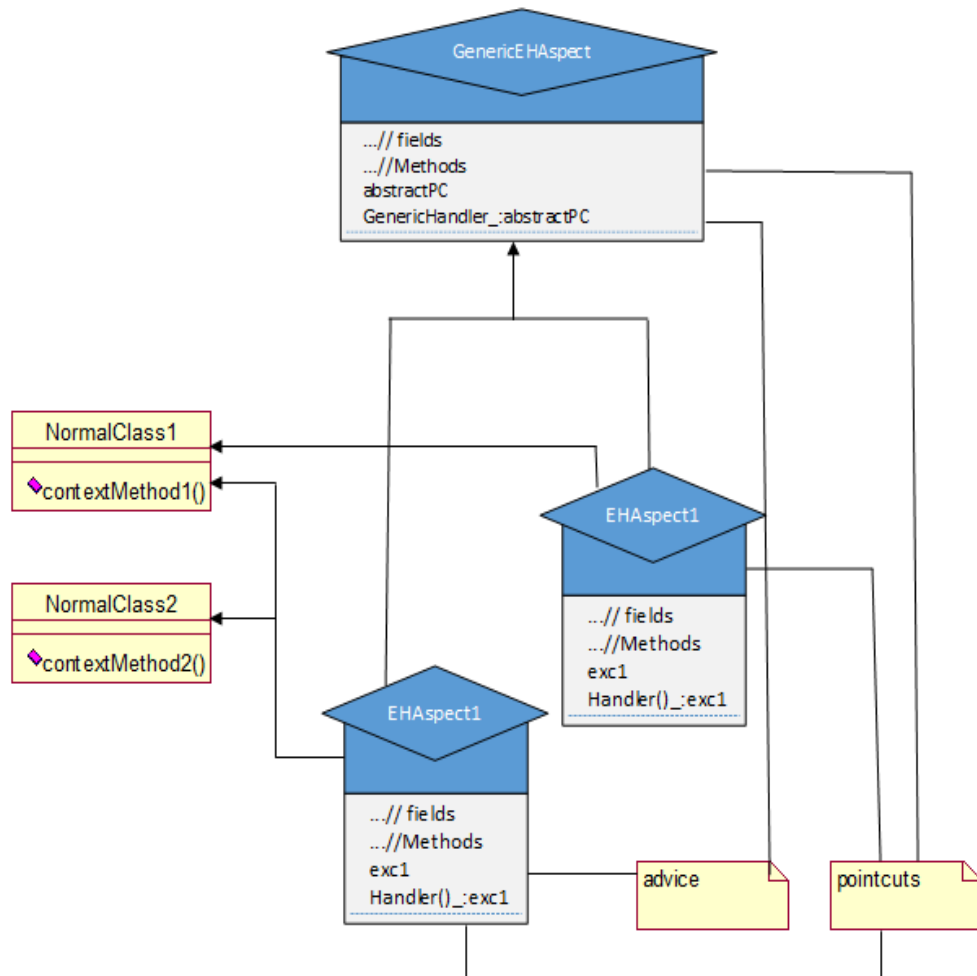 GenericEHAspect
...// fields
...//Methods
abstractPC
GenericHandler_:abstractPC
NormalClass1
contextMethod1()
EHAspect1
...// fields
...//Methods
exc1
Handler()_:exc1
NormalClass2
contextMethod2()
EHAspect1
...// fields
...//Methods
exc1
Handler()_:exc1
advice
pointcuts